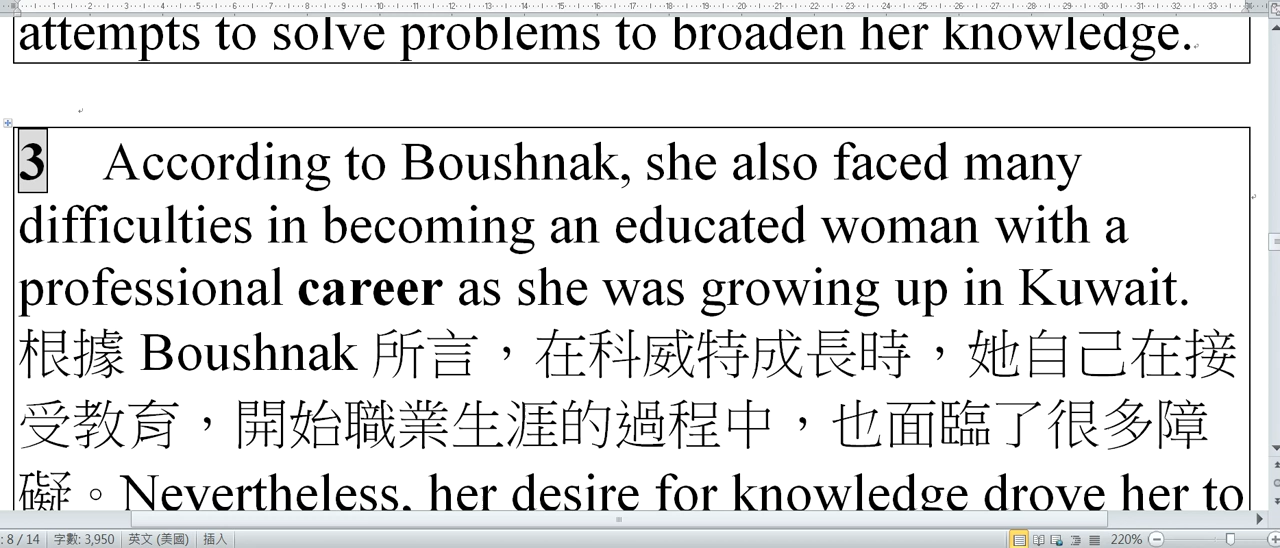 attempts to solve problems to broaden her knowledge.
3 According to Boushnak, she also faced many
difficulties in becoming an educated woman with a
professional career as she was growing up in Kuwait.
根據 Boushnak 所言，在科威特成長時，她自己在接
受教育，開始職業生涯的過程中，也面臨了很多障
礙。Nevertheless, her desire for knowledge drove her to
: 8 / 14 字數: 3,950 英文 (美國) 插入 220%